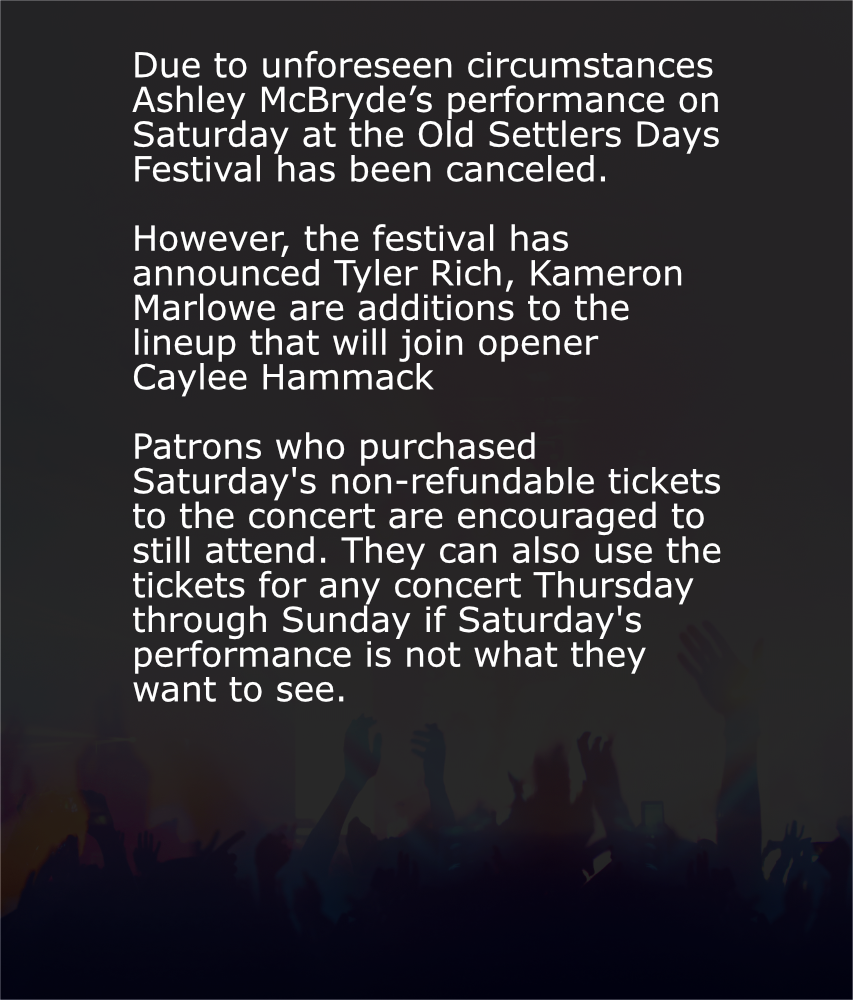 Due to unforeseen circumstances
Ashley McBryde’s performance on
Saturday at the Old Settlers Days
Festival has been canceled.
However, the festival has
announced Tyler Rich, Kameron
Marlowe are additions to the
lineup that will join opener
Caylee Hammack
Patrons who purchased
Saturday's non-refundable tickets
to the concert are encouraged to
still attend. They can also use the
tickets for any concert Thursday
through Sunday if Saturday's
performance is not what they
want to see.